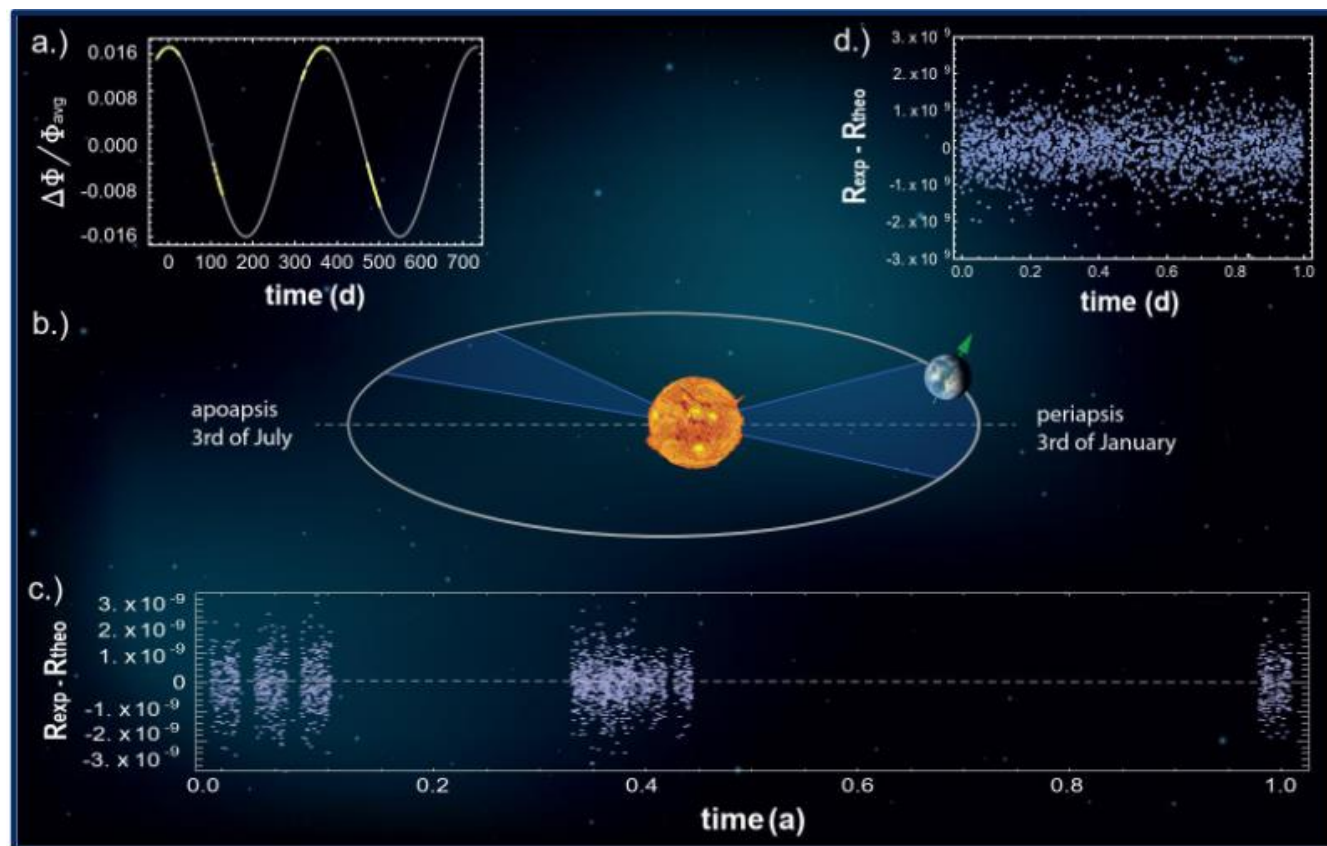 a.)
0.016
0.008
0.000
-0.008
-0.016
ΔΦ / Φavg
0 100 200 300 400 500 600 700
time (d)
d.)
3. x 10 9
2 x 10 9
1. x 10 9
0
-1. x 10 9
-2. x 10 9
-3. x 10 9
Rexp - Rtheo
0.0 0.2 0.4 0.6 0.8 1.0
time (d)
b.)
apoapsis
3rd of July
periapsis
3rd of January
c.)
3. x 10 -9
2. x 10 -9
1. x 10 -9
0
-1. x 10 -9
-2. x 10 -9
-3. x 10 -9
Rexp - Rtheo
0.0 0.2 0.4 0.6 0.8 1.0
time (a)